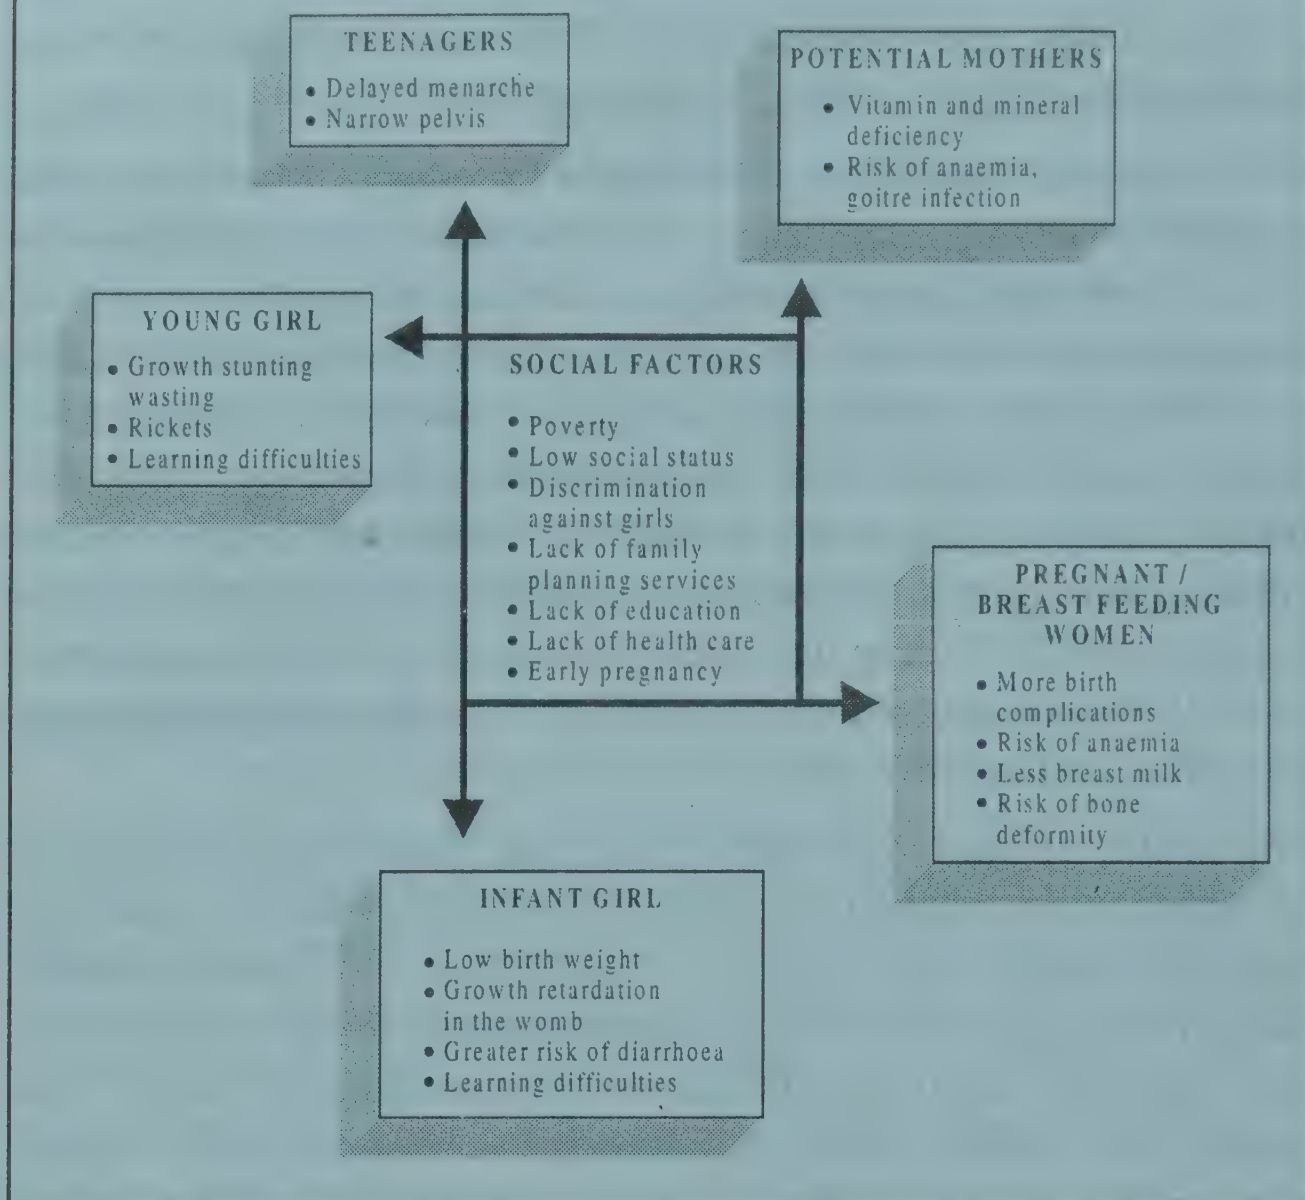 TEENAGERS
• Delayed menarche
• Narrow pelvis
POTENTIAL MOTHERS
• Vitamin and mineral
deficiency
• Risk of anaemia,
goitre infection
YOUNG GIRL
• Growth stunting
wasting
• Rickets
• Learning difficulties
SOCIAL FACTORS
• Poverty
• Low social status
• Discrimination
against girls
• Lack of family
planning services
• Lack of education
• Lack of health care
• Early pregnancy
PREGNANT /
BREAST FEEDING
WOMEN
• More birth
complications
• Risk of anaemia
• Less breast milk
• Risk of bone
deformity
INFANT GIRL
• Low birth weight
• Growth retardation
in the womb
• Greater risk of diarrhoea
• Learning difficulties